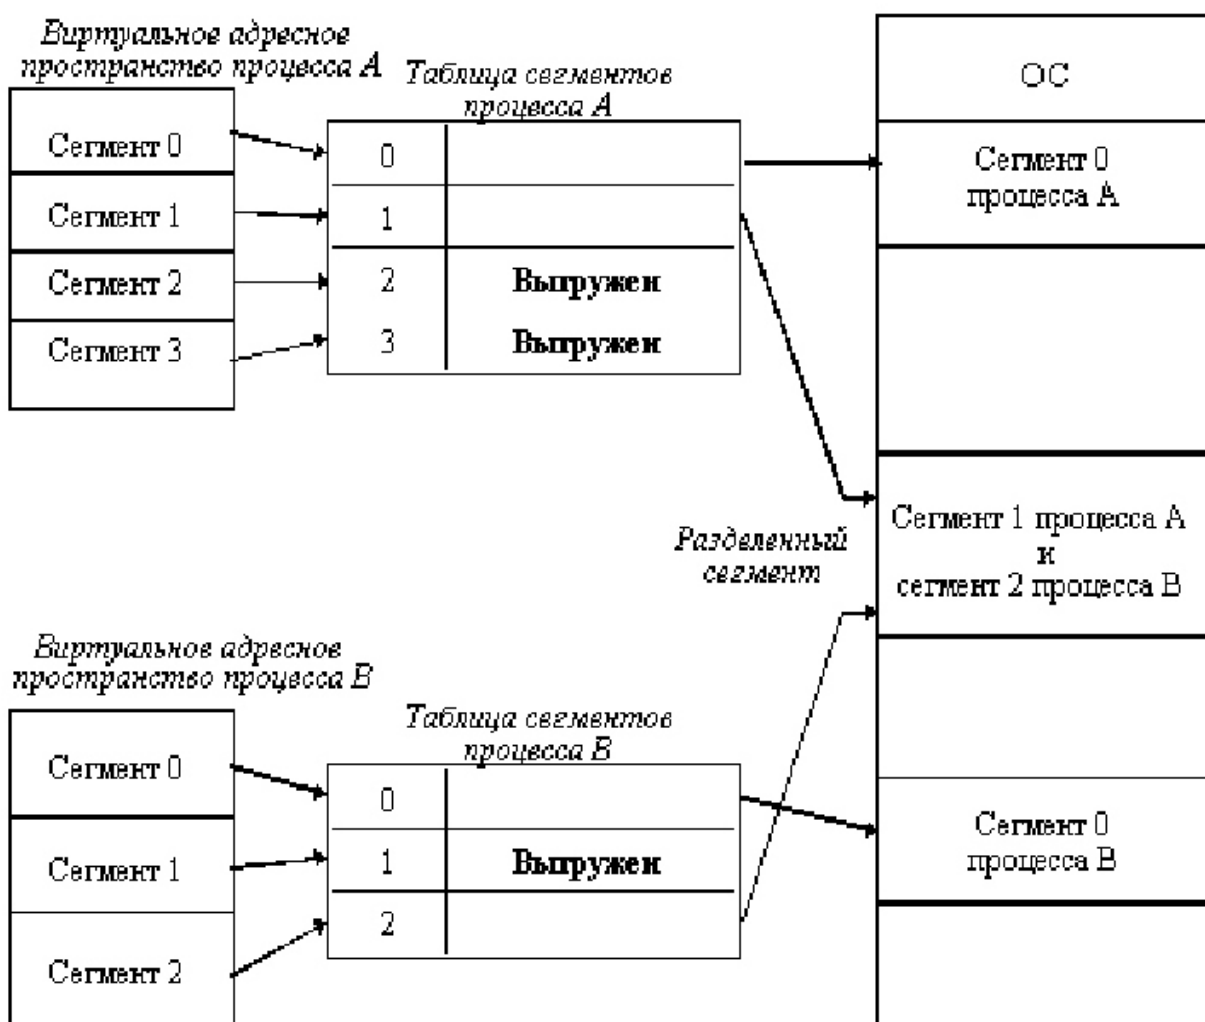 Виртуальное адресное
пространство процесса A
Сегмент 0
Сегмент 1
Сегмент 2
Сегмент 3
Таблица сегментов
процесса A
0
1
2 Выгружен
3 Выгружен
ОС
Сегмент 0
процесса A
Сегмент 1 процесса A
и
сегмент 2 процесса B
Разделенный
сегмент
Сегмент 0
процесса B
Виртуальное адресное
пространство процесса B
Сегмент 0
Сегмент 1
Сегмент 2
Таблица сегментов
процесса B
0
1 Выгружен
2